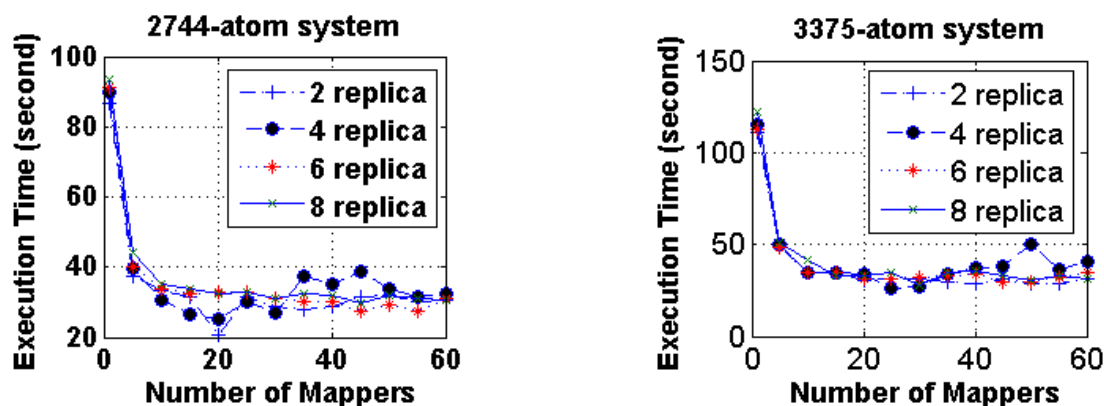 2744-atom system
Execution Time (second)
100
80
60
40
20
0
20
40
60
Number of Mappers
2 replica
4 replica
6 replica
8 replica
3375-atom system
Execution Time (second)
150
100
50
0
0
20
40
60
Number of Mappers
2 replica
4 replica
6 replica
8 replica